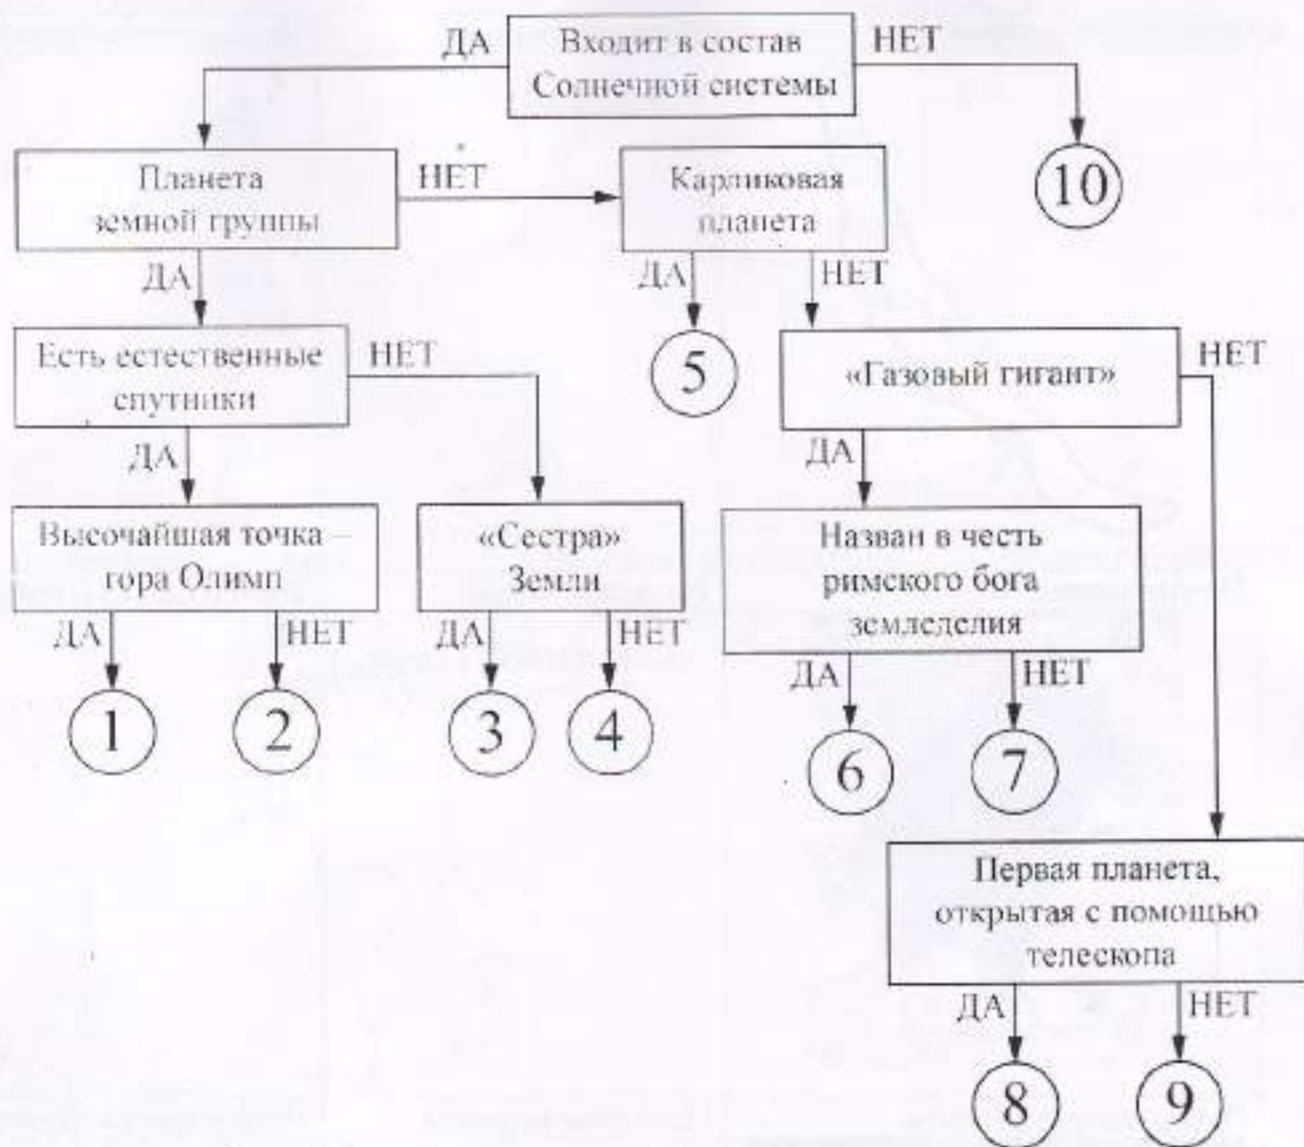 ДА
Входит в состав
Солнечной системы
НЕТ
Планета
земной группы
НЕТ
Карликовая
планета
10
ДА
ДА
НЕТ
Есть естественные
спутники
НЕТ
5
«Газовый гигант»
НЕТ
ДА
ДА
Высочайшая точка –
гора Олимп
«Сестра»
Земли
Назван в честь
римского бога
земледелия
ДА
НЕТ
ДА
НЕТ
ДА
НЕТ
1
2
3
4
6
7
Первая планета,
открытая с помощью
телескопа
ДА
НЕТ
8
9